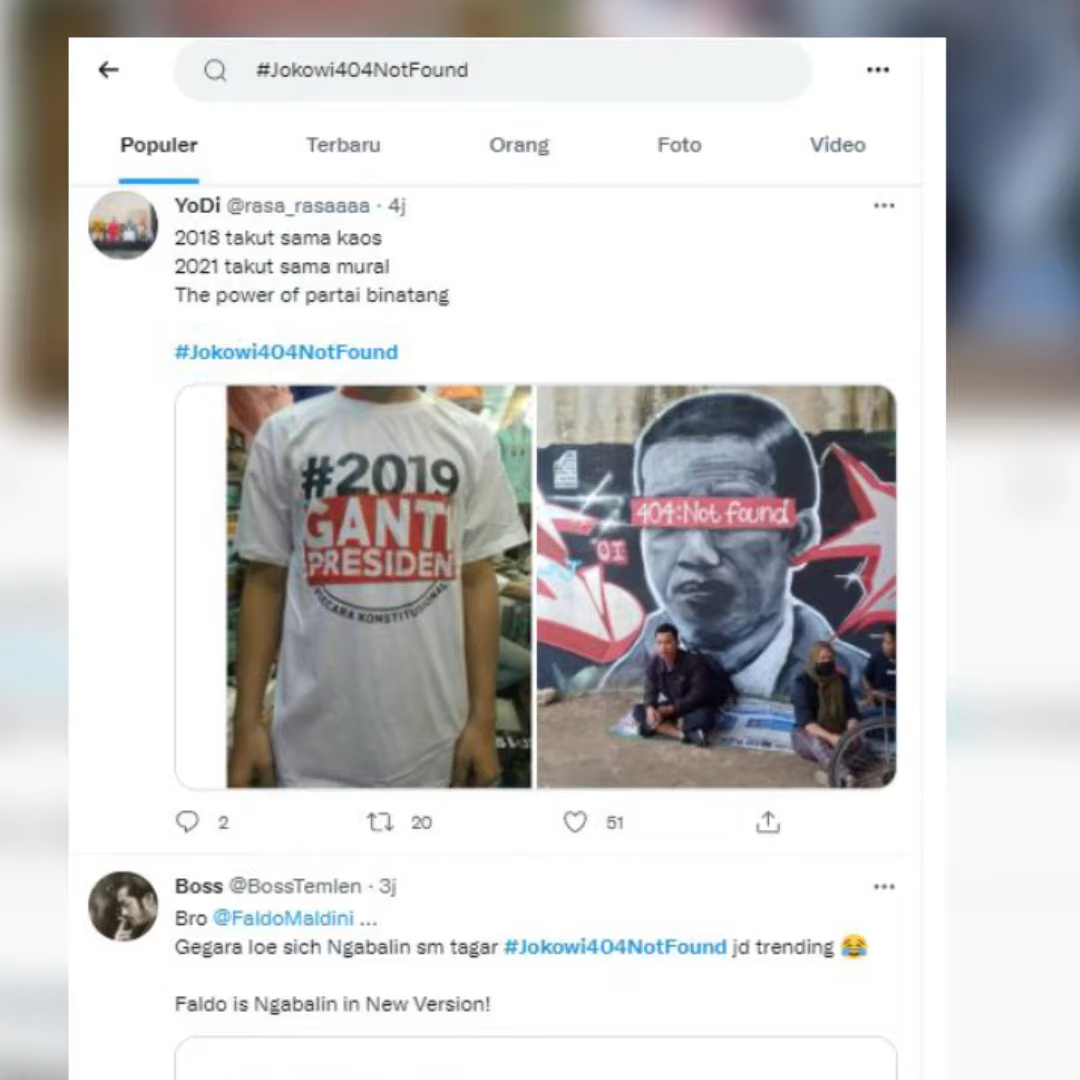 #Jokowi404NotFound
Populer Terbaru Orang Foto Video
YoDi @rasa_rasaaaa · 4j
2018 takut sama kaos
2021 takut sama mural
The power of partai binatang
#Jokowi404NotFound
#2019
GANTI
PRESIDEN
SECARA KONSTITUSIONAL
404:Not found
2 20 51
Boss @BossTemlen · 3j
Bro @FaldoMaldini ...
Gegara loe sich Ngabalin sm tagar #Jokowi404NotFound jd trending 😂
Faldo is Ngabalin in New Version!